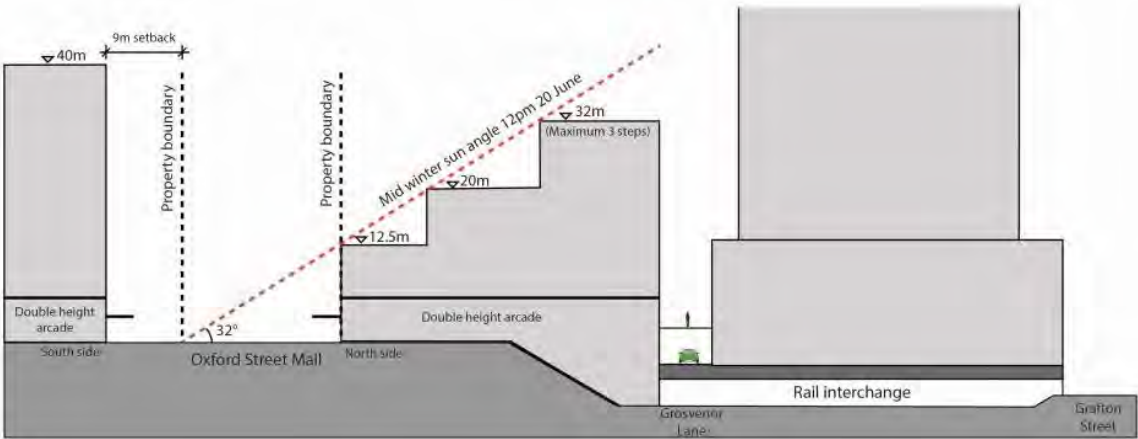 9m setback
40m
Property boundary
Property boundary
Mid winter sun angle 12pm 20 June
32m
(Maximum 3 steps)
20m
12.5m
Double height
arcade
Double height arcade
32°
South side
Oxford Street Mall
North side
Rail interchange
Grosvenor
Lane
Grafton
Street